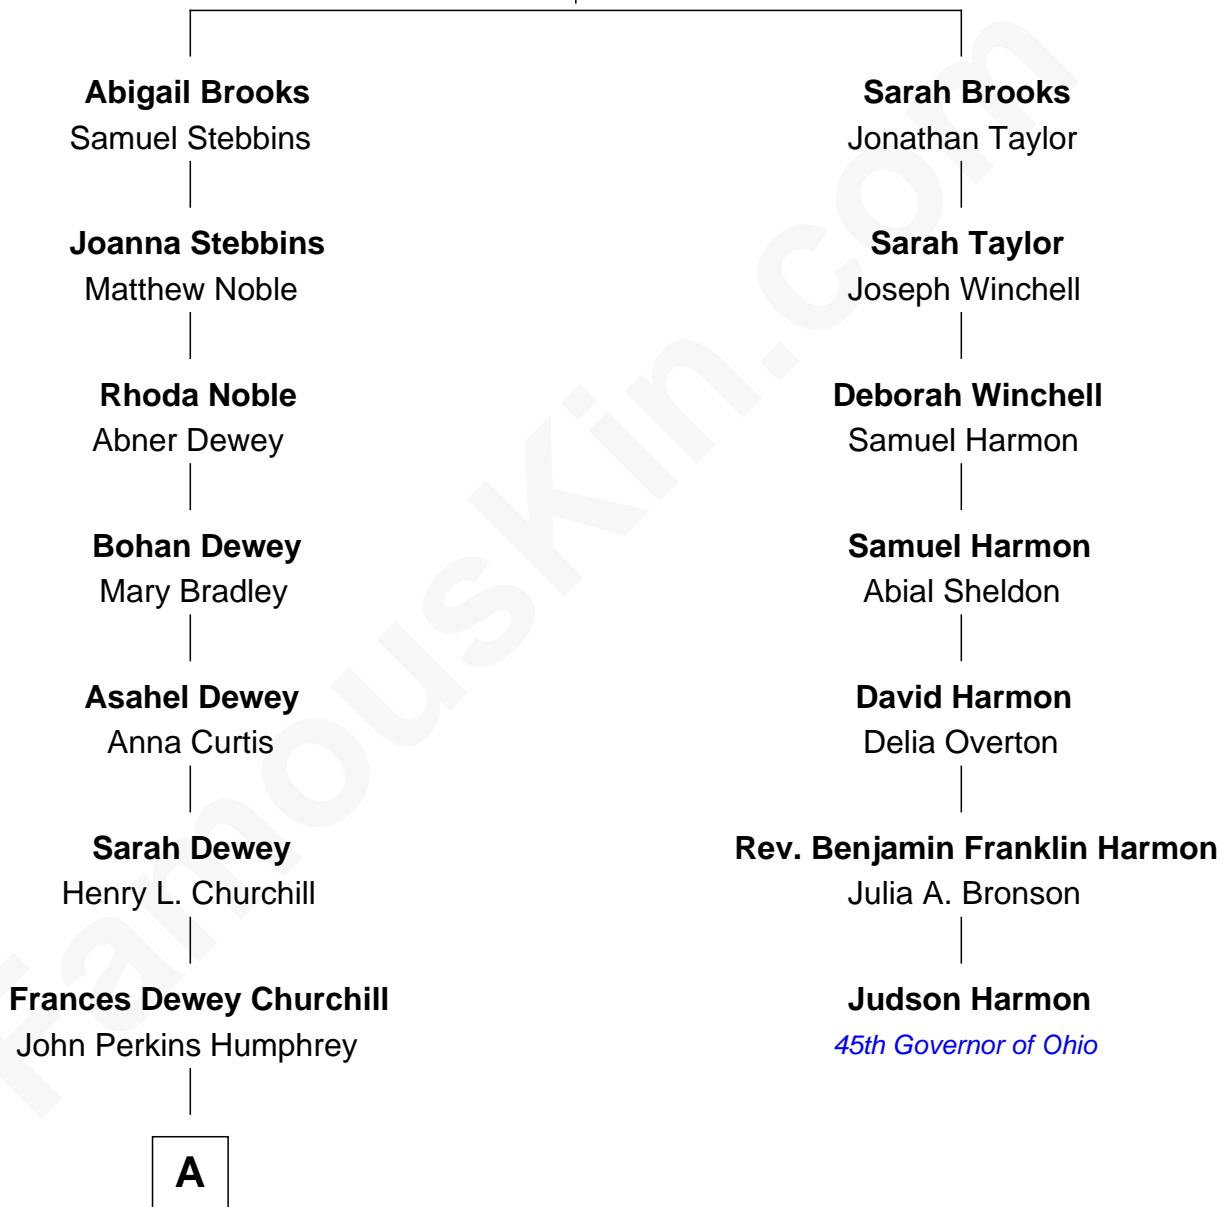 Abigail Brooks
Samuel Stebbins
Joanna Stebbins
Matthew Noble
Rhoda Noble
Abner Dewey
Bohan Dewey
Mary Bradley
Asahel Dewey
Anna Curtis
Sarah Dewey
Henry L. Churchill
Frances Dewey Churchill
John Perkins Humphrey
A
Sarah Brooks
Jonathan Taylor
Sarah Taylor
Joseph Winchell
Deborah Winchell
Samuel Harmon
Samuel Harmon
Abial Sheldon
David Harmon
Delia Overton
Rev. Benjamin Franklin Harmon
Julia A. Bronson
Judson Harmon
45th Governor of Ohio
FamousKin.com